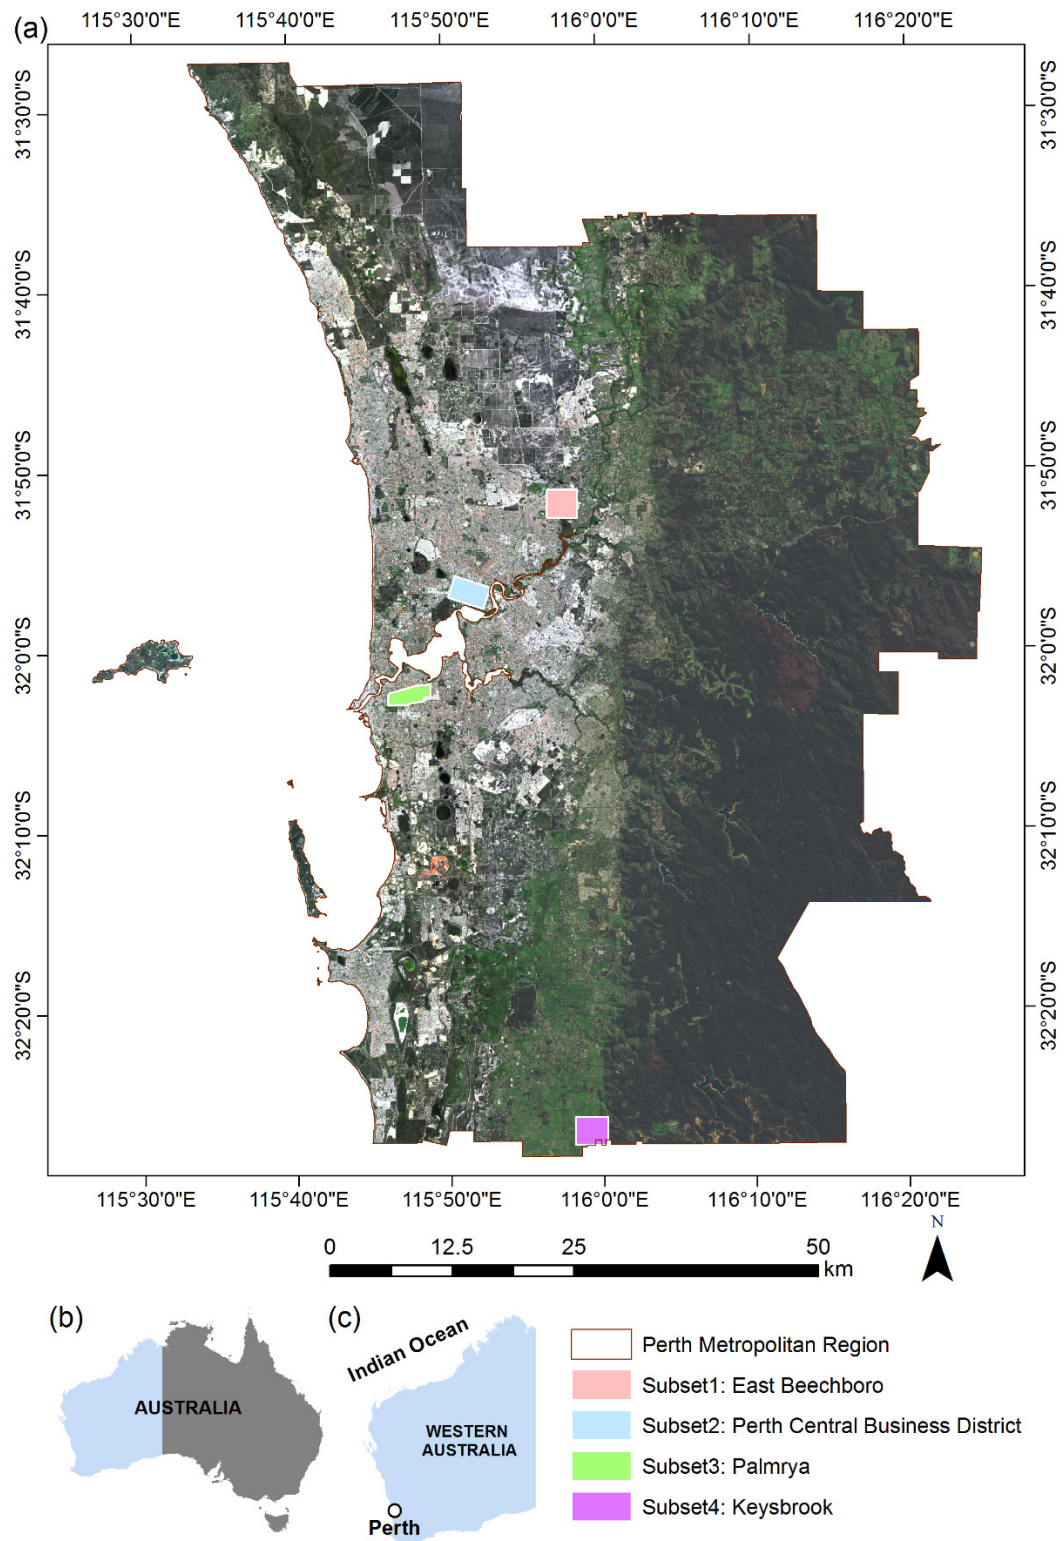 (a)
115°30'0"E 115°40'0"E 115°50'0"E 116°0'0"E 116°10'0"E 116°20'0"E
31°30'0"S 31°30'0"S
31°40'0"S 31°40'0"S
31°50'0"S 31°50'0"S
32°0'0"S 32°0'0"S
32°10'0"S 32°10'0"S
32°20'0"S 32°20'0"S
115°30'0"E 115°40'0"E 115°50'0"E 116°0'0"E 116°10'0"E 116°20'0"E
N
0 12.5 25 50
km
(b)
AUSTRALIA
(c)
Indian Ocean
WESTERN
AUSTRALIA
Perth
Perth Metropolitan Region
Subset1: East Beechboro
Subset2: Perth Central Business District
Subset3: Palmrya
Subset4: Keysbrook